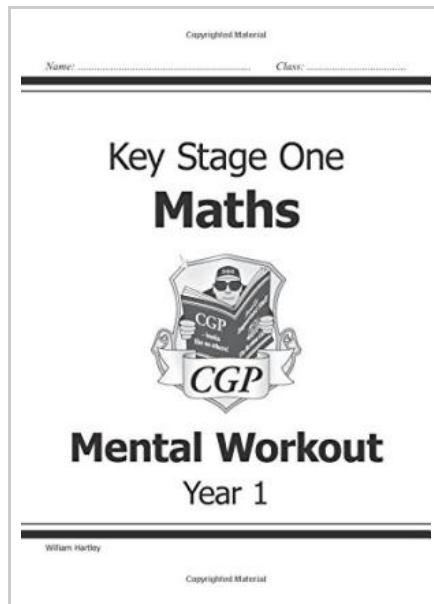 Copyrighted Material
Name: ............................................................ Class: ...................................
Key Stage One
Maths
CGP
CGP
Mental Workout
Year 1
William Hartley
Copyrighted Material